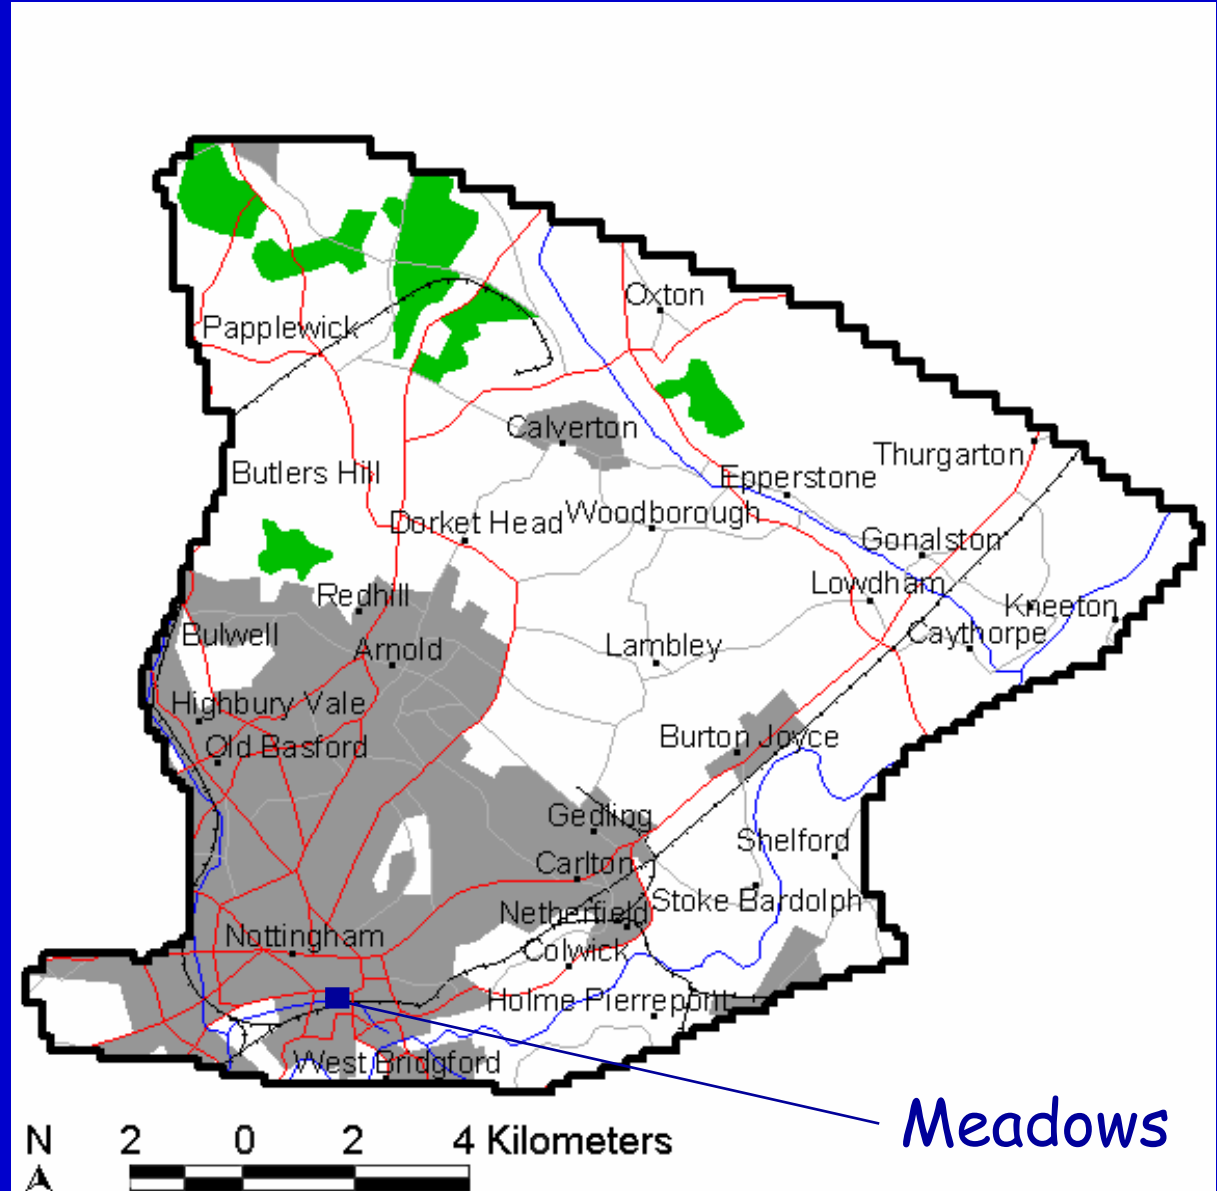 Oxton
Papplewick
Calverton
Thurgarton
Butlers Hill
Epperstone
Dorket Head
Woodborough
Gonalston
Lowdham
Redhill
Kneeton
Bulwell
Caythorpe
Arnold
Lambley
Highbury Vale
Old Basford
Burton Joyce
Gedling
Shelford
Carlton
Stoke Bardolph
Netherfield
Nottingham
Colwick
Holme Pierrepont
West Bridgford
Meadows
N 2 0 2 4 Kilometers